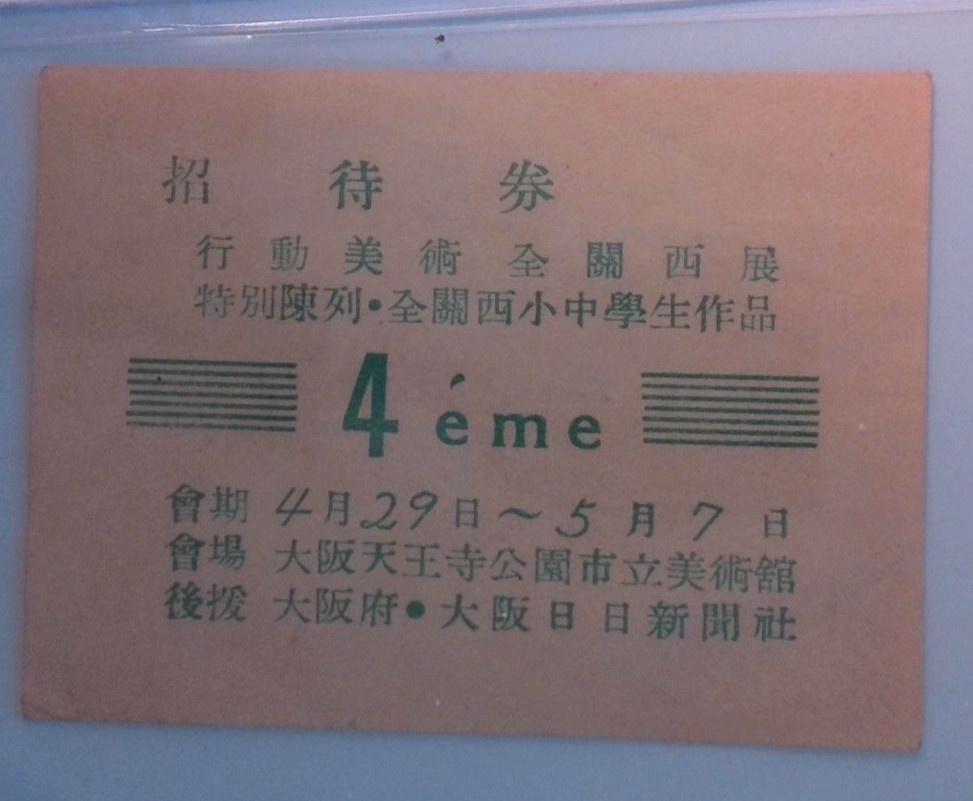 招待券
行動美術全關西展
特別陳列・全關西小中學生作品
4 éme
會期 4月29日～5月7日
會場 大阪天王寺公園市立美術館
後援 大阪府・大阪日日新聞社